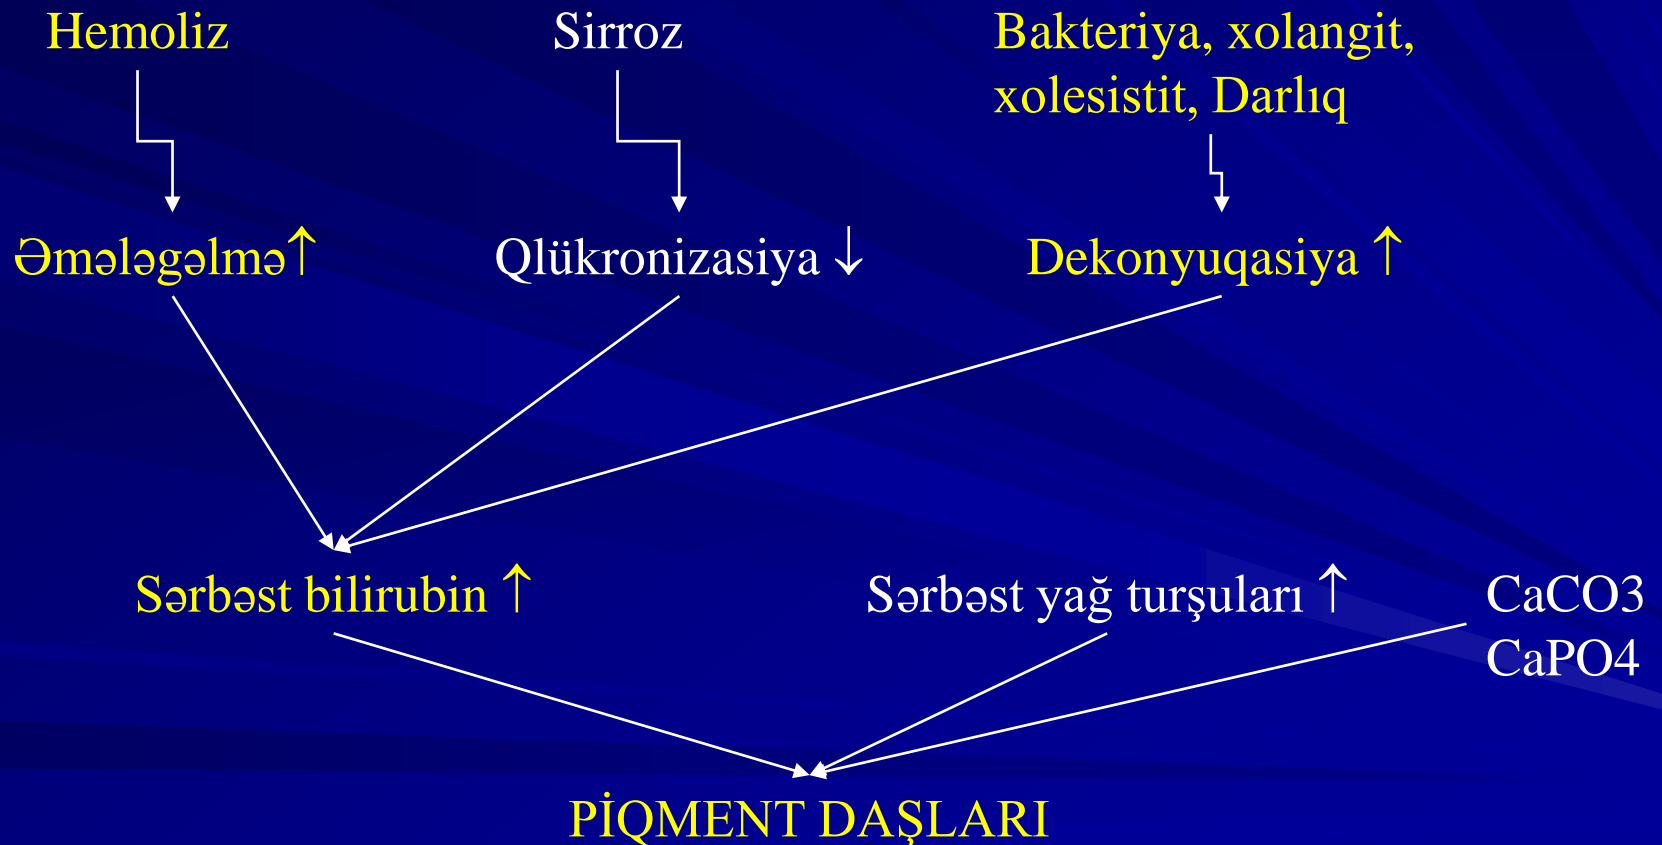 Hemoliz
Sirroz
Bakteriya, xolangit,
xolesistit, Darlıq
Əmələgəlmə↑
Qlükronizasiya ↓
Dekonyuqasiya ↑
Sərbəst bilirubin ↑
Sərbəst yağ turşuları ↑
CaCO3
CaPO4
PİQMENT DAŞLARI